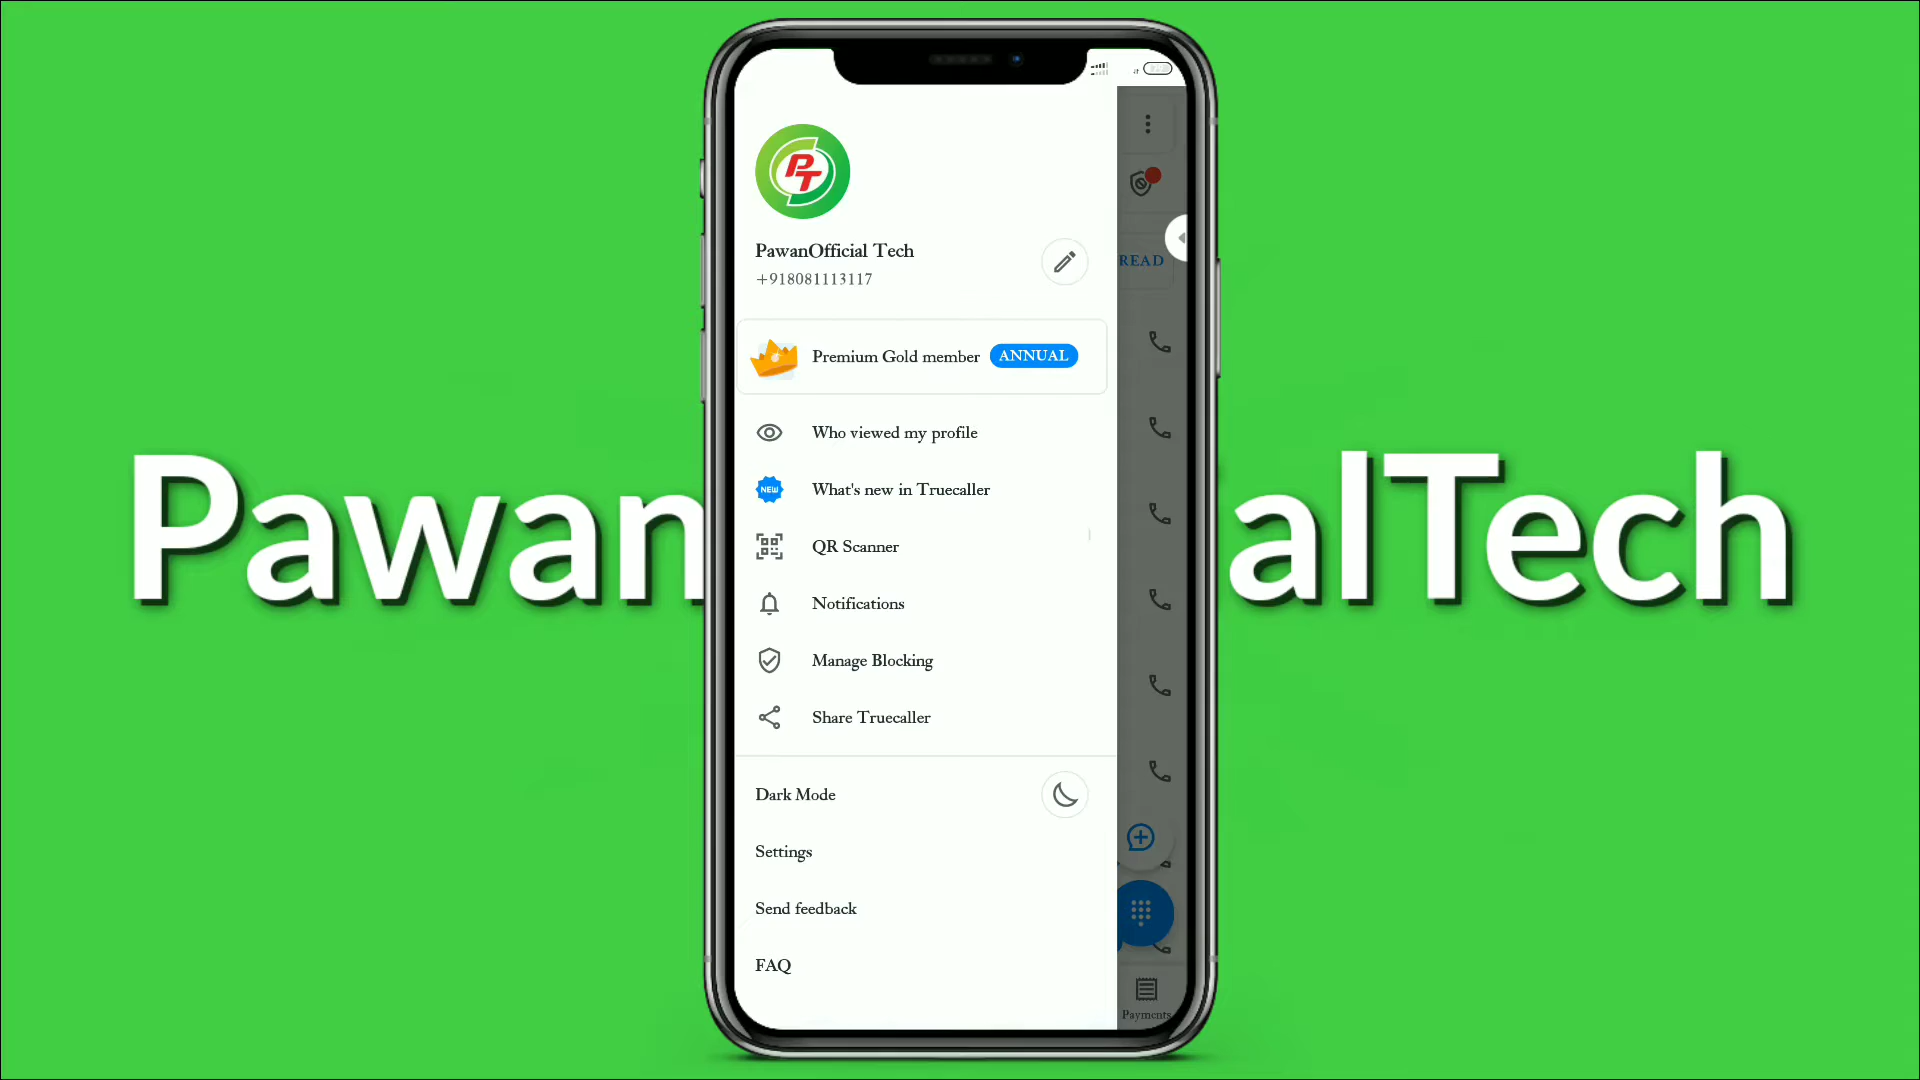 PT
PawanOfficial Tech
+918081113117
READ
Premium Gold member ANNUAL
Who viewed my profile
NEW What's new in Truecaller
QR Scanner
Notifications
Manage Blocking
Share Truecaller
Dark Mode
Settings
Send feedback
FAQ
Payments
Pawan alTech